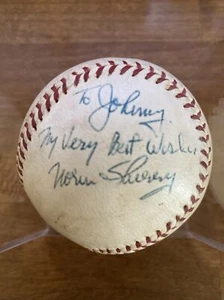 To Johnny,
My Very Best Wishes
Norm Sherry